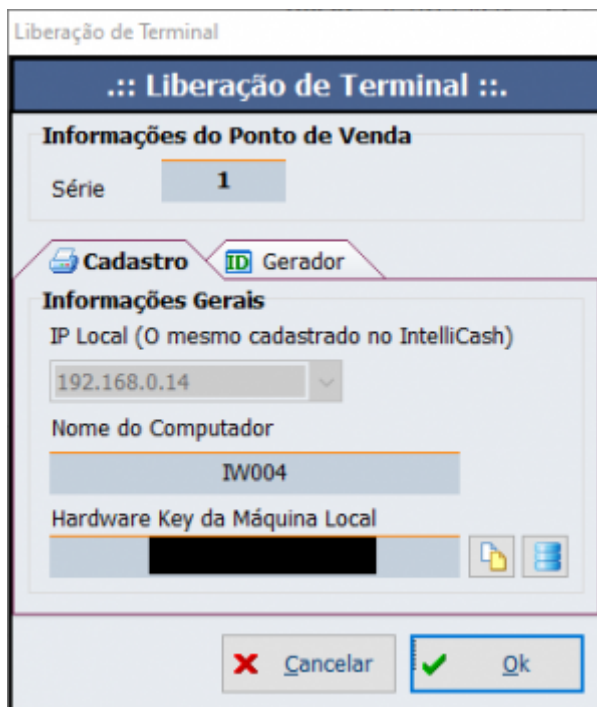 Liberação de Terminal
.:: Liberação de Terminal ::.
Informações do Ponto de Venda
Série 1
Cadastro ID Gerador
Informações Gerais
IP Local (O mesmo cadastrado no IntelliCash)
192.168.0.14
Nome do Computador
IW004
Hardware Key da Máquina Local
Cancelar Ok